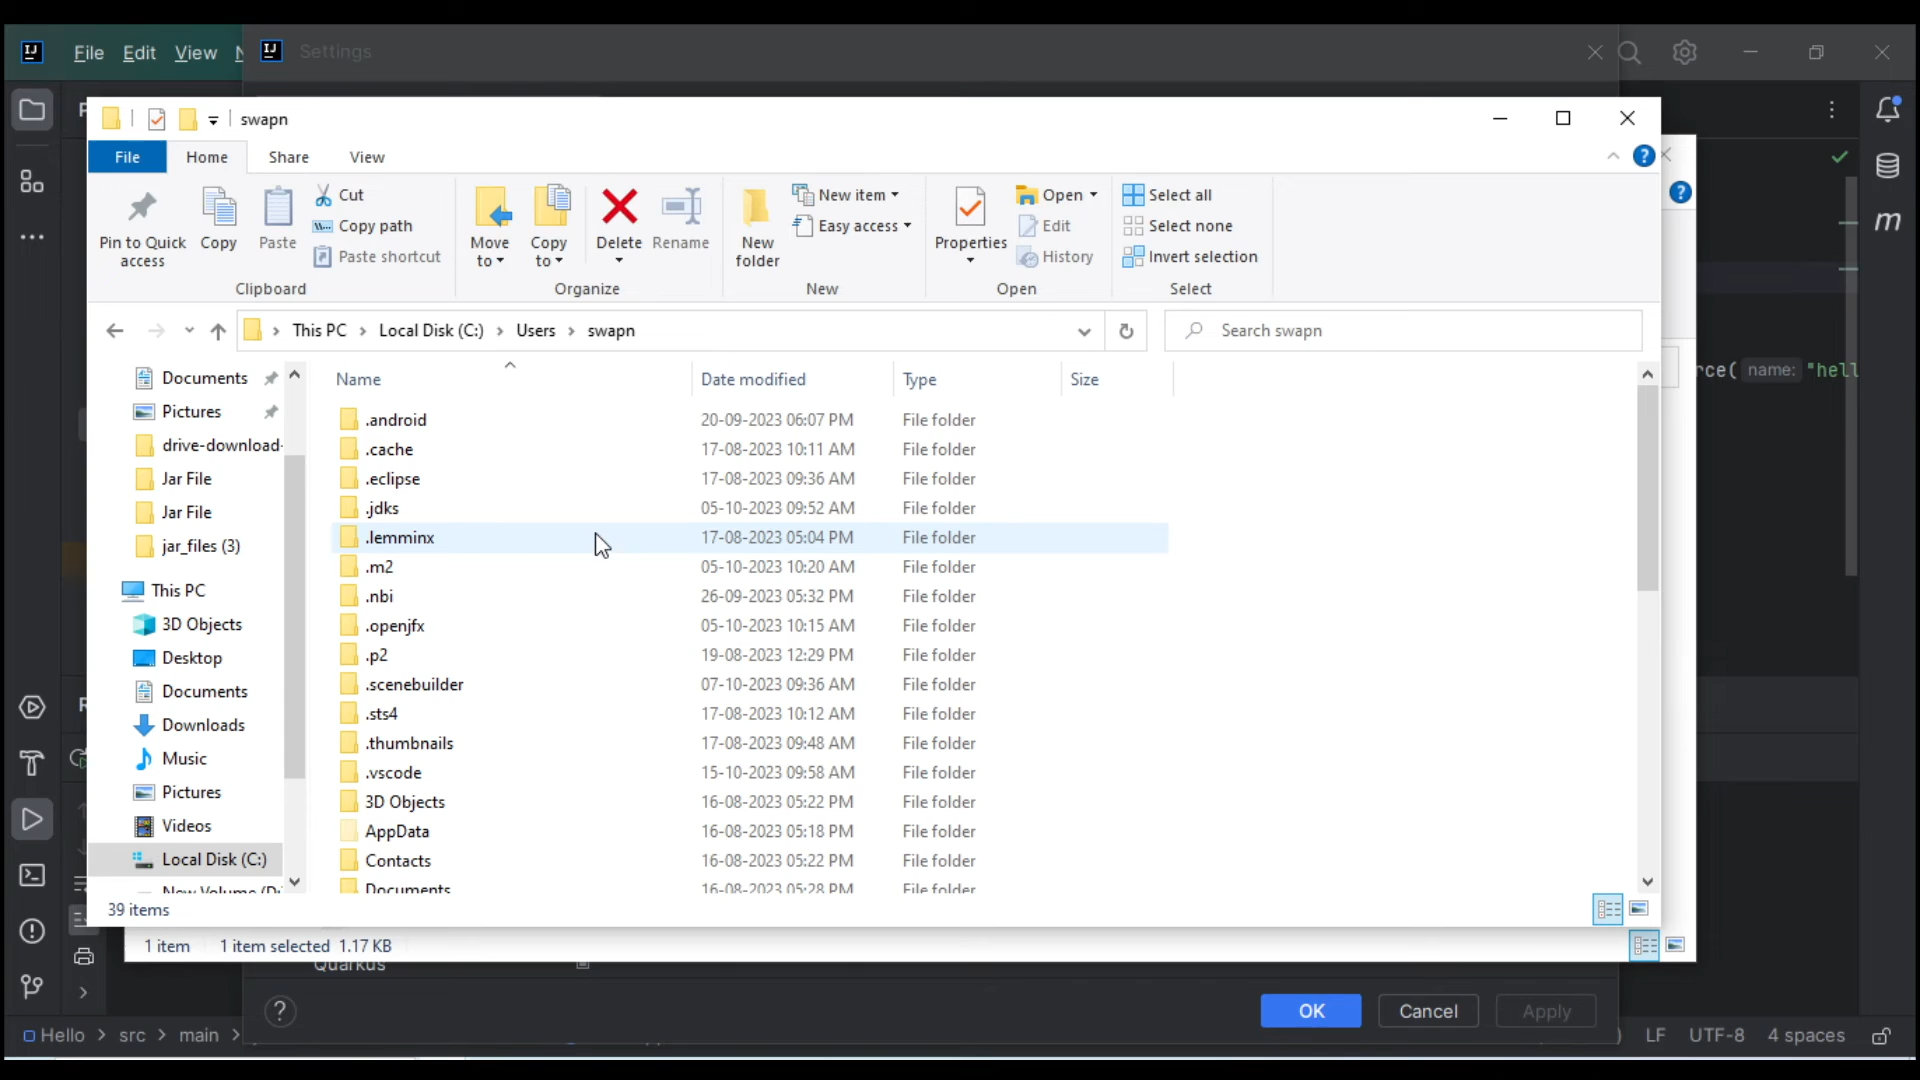 File Edit View
Settings
swapn
File Home Share View
Pin to Quick access
Copy
Paste
Cut
Copy path
Paste shortcut
Clipboard
Move to
Copy to
Delete
Rename
Organize
New folder
New item
Easy access
New
Properties
Open
Edit
History
Open
Select all
Select none
Invert selection
Select
This PC > Local Disk (C:) > Users > swapn
Search swapn
Documents
Pictures
drive-download-
Jar File
Jar File
jar_files (3)
This PC
3D Objects
Desktop
Documents
Downloads
Music
Pictures
Videos
Local Disk (C:)
New Volume (D:
Name Date modified Type Size
.android 20-09-2023 06:07 PM File folder
.cache 17-08-2023 10:11 AM File folder
.eclipse 17-08-2023 09:36 AM File folder
.jdks 05-10-2023 09:52 AM File folder
.lemminx 17-08-2023 05:04 PM File folder
.m2 05-10-2023 10:20 AM File folder
.nbi 26-09-2023 05:32 PM File folder
.openjfx 05-10-2023 10:15 AM File folder
.p2 19-08-2023 12:29 PM File folder
.scenebuilder 07-10-2023 09:36 AM File folder
.sts4 17-08-2023 10:12 AM File folder
.thumbnails 17-08-2023 09:48 AM File folder
.vscode 15-10-2023 09:58 AM File folder
3D Objects 16-08-2023 05:22 PM File folder
AppData 16-08-2023 05:18 PM File folder
Contacts 16-08-2023 05:22 PM File folder
Documents 16-08-2023 05:28 PM File folder
rce( name: "hell
39 items
1 item 1 item selected 1.17 KB
Quarkus
OK Cancel Apply
Hello > src > main >
LF UTF-8 4 spaces